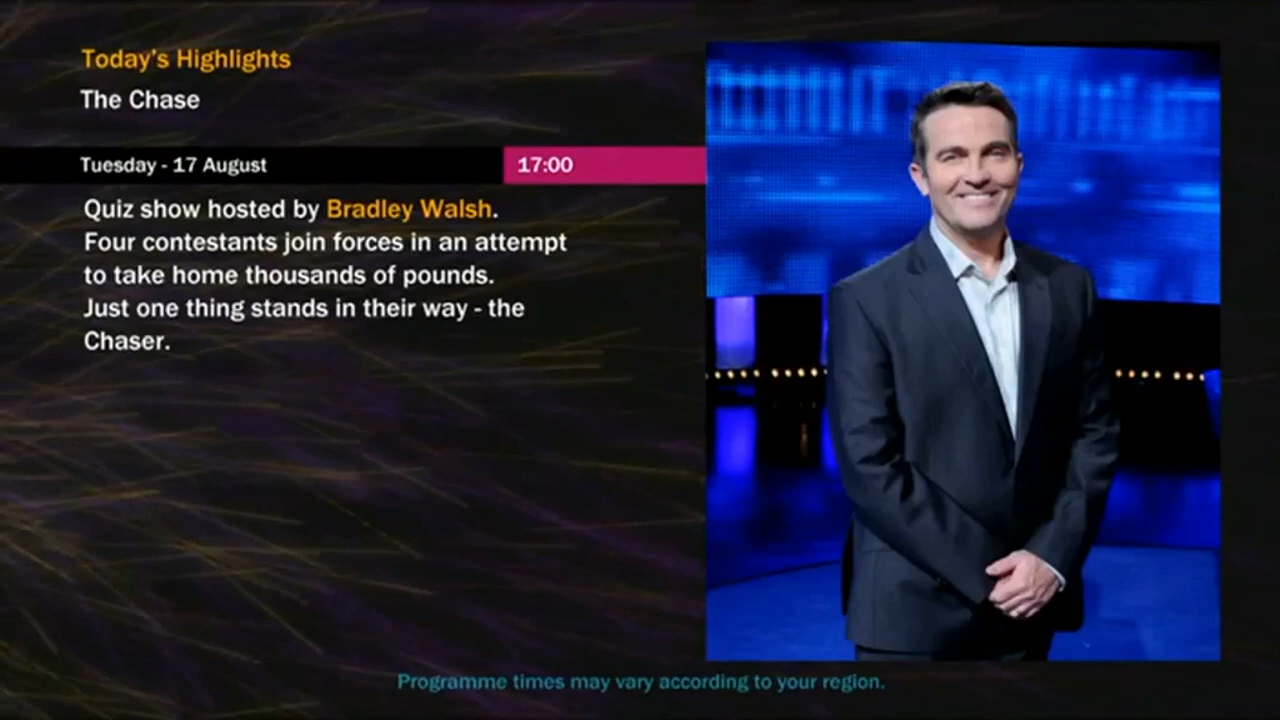 Today's Highlights
The Chase
Tuesday - 17 August
17:00
Quiz show hosted by Bradley Walsh.
Four contestants join forces in an attempt
to take home thousands of pounds.
Just one thing stands in their way - the
Chaser.
Programme times may vary according to your region.